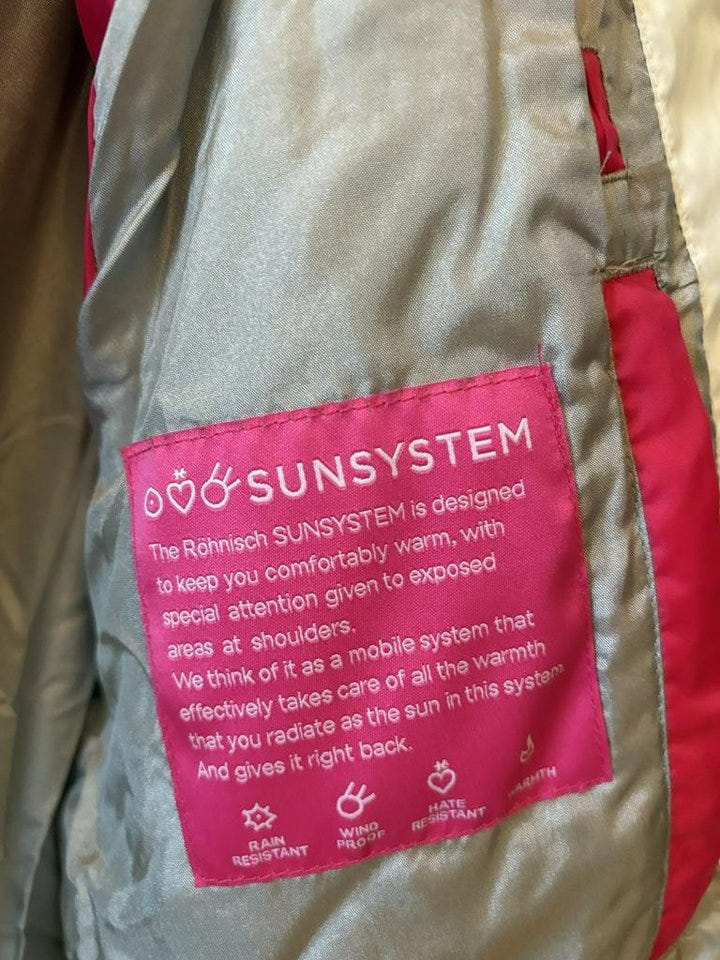 SUNSYSTEM
The Röhnisch SUNSYSTEM is designed
to keep you comfortably warm, with
special attention given to exposed
areas at shoulders.
We think of it as a mobile system that
effectively takes care of all the warmth
that you radiate as the sun in this system.
And gives it right back.
RAIN
RESISTANT
WIND
PROOF
HATE
RESISTANT
WARMTH